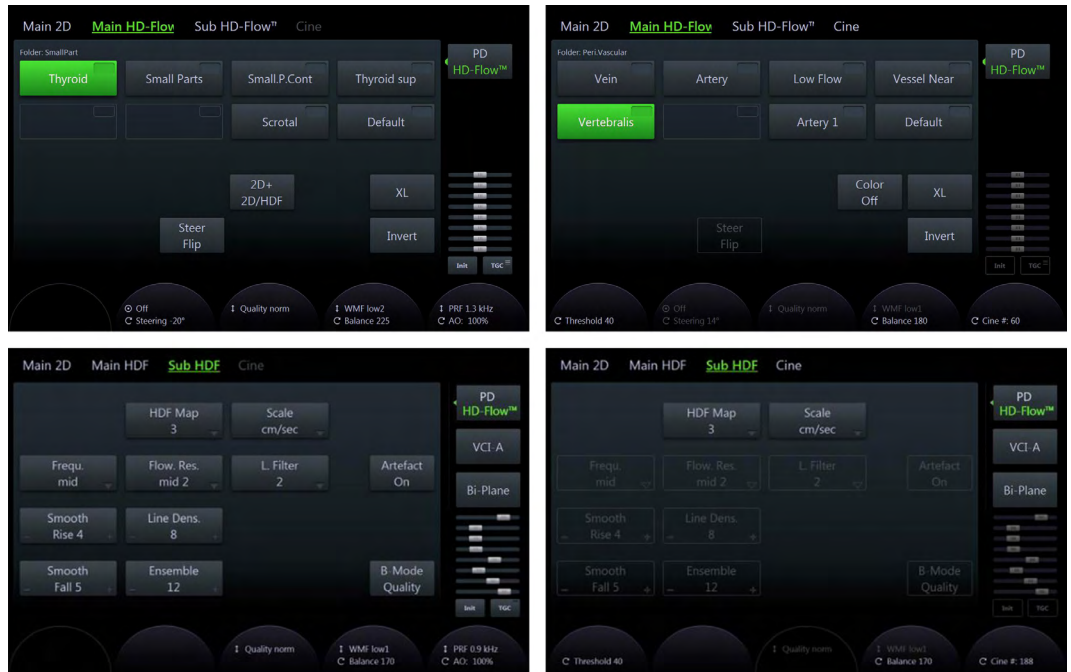 Main 2D Main HD-Flow Sub HD-Flow™ Cine
Folder: SmallPart
Thyroid Small Parts Small.P.Cont Thyroid sup
PD
HD-Flow™
Scrotal Default
2D+
2D/HDF
XL
Steer
Flip
Invert
Init TGC
Off
Steering -20°
Quality norm
WMF low2
Balance 225
PRF 1.3 kHz
AO: 100%
Main 2D Main HD-Flow Sub HD-Flow™ Cine
Folder: Peri.Vascular
Vein Artery Low Flow Vessel Near
PD
HD-Flow™
Vertebralis Artery 1 Default
Color
Off
XL
Steer
Flip
Invert
Init TGC
Threshold 40
Off
Steering 14°
Quality norm
WMF low1
Balance 180
Cine #: 60
Main 2D Main HDF Sub HDF Cine
PD
HD-Flow™
HDF Map
3
Scale
cm/sec
VCI-A
Frequ.
mid
Flow. Res.
mid 2
L. Filter
2
Artefact
On
Bi-Plane
Smooth
Rise 4
Line Dens.
8
Smooth
- Fall 5 +
Ensemble
- 12 +
B-Mode
Quality
Init TGC
Quality norm
WMF low1
Balance 170
PRF 0.9 kHz
AO: 100%
Main 2D Main HDF Sub HDF Cine
PD
HD-Flow™
HDF Map
3
Scale
cm/sec
VCI-A
Frequ.
mid
Flow. Res.
mid 2
L. Filter
2
Artefact
On
Bi-Plane
Smooth
- Rise 4 +
Line Dens.
- 8 +
Smooth
- Fall 5 +
Ensemble
- 12 +
B-Mode
Quality
Init TGC
Threshold 40
Quality norm
WMF low1
Balance 170
Cine #: 188